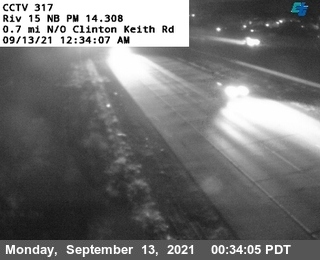 CCTV 317
Riv 15 NB PM 14.308
0.7 mi N/O Clinton Keith Rd
09/13/21 12:34:07 AM
Monday, September 13, 2021 00:34:05 PDT